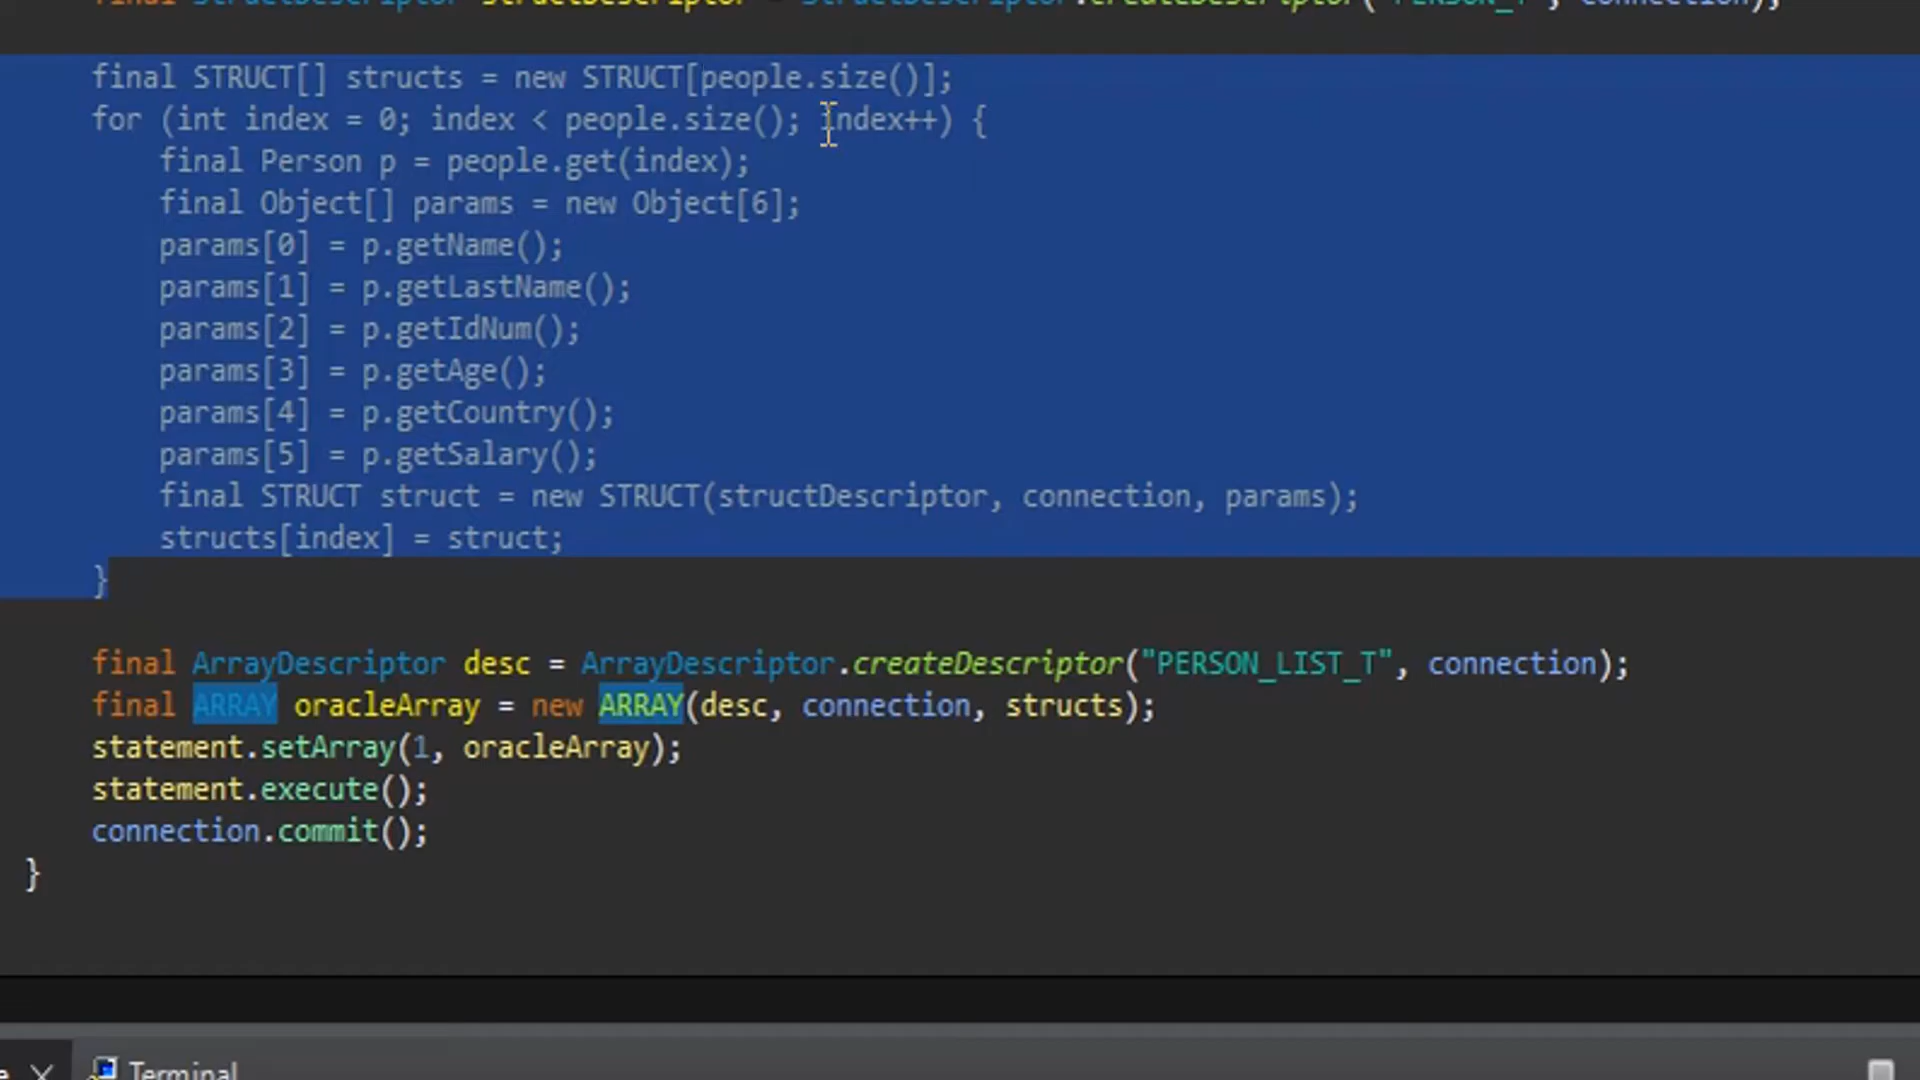 final StructDescriptor structDescriptor = StructDescriptor.createDescriptor("PERSON_T", connection);
final STRUCT[] structs = new STRUCT[people.size()];
for (int index = 0; index < people.size(); index++) {
final Person p = people.get(index);
final Object[] params = new Object[6];
params[0] = p.getName();
params[1] = p.getLastName();
params[2] = p.getIdNum();
params[3] = p.getAge();
params[4] = p.getCountry();
params[5] = p.getSalary();
final STRUCT struct = new STRUCT(structDescriptor, connection, params);
structs[index] = struct;
}
final ArrayDescriptor desc = ArrayDescriptor.createDescriptor("PERSON_LIST_T", connection);
final ARRAY oracleArray = new ARRAY(desc, connection, structs);
statement.setArray(1, oracleArray);
statement.execute();
connection.commit();
}
Terminal